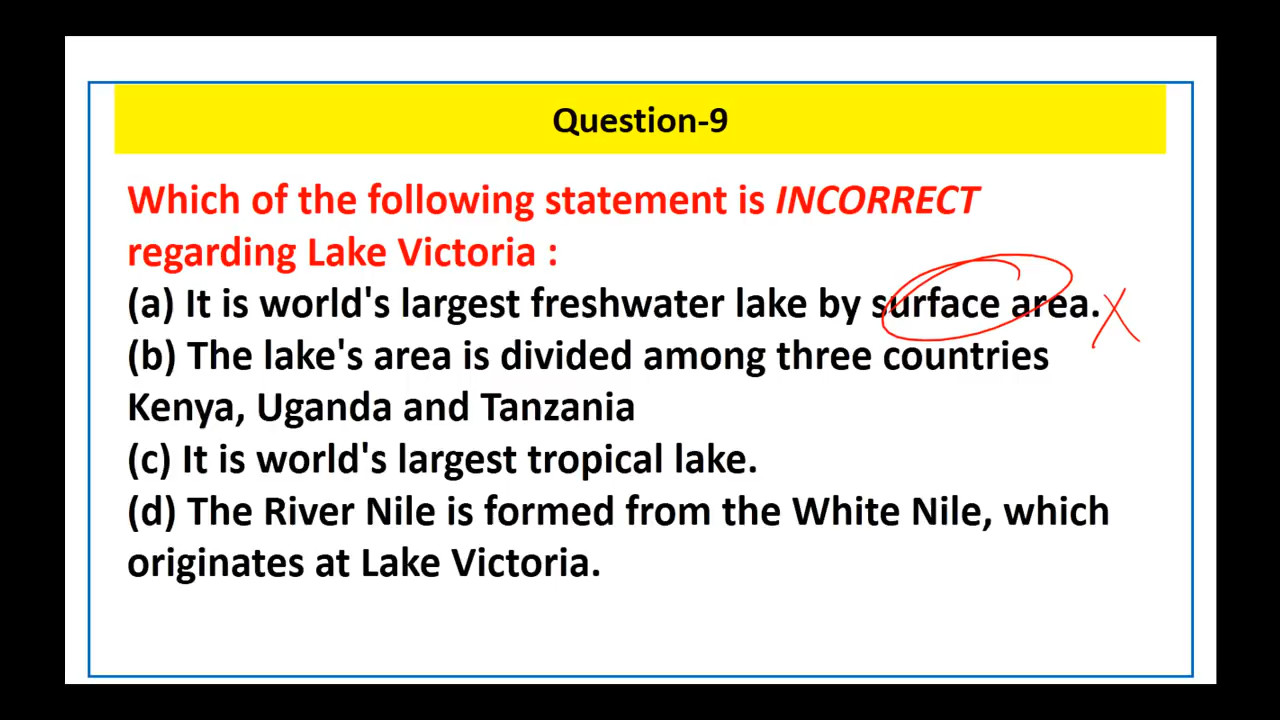 Question-9
Which of the following statement is INCORRECT
regarding Lake Victoria :
(a) It is world's largest freshwater lake by surface area.
(b) The lake's area is divided among three countries
Kenya, Uganda and Tanzania
(c) It is world's largest tropical lake.
(d) The River Nile is formed from the White Nile, which
originates at Lake Victoria.